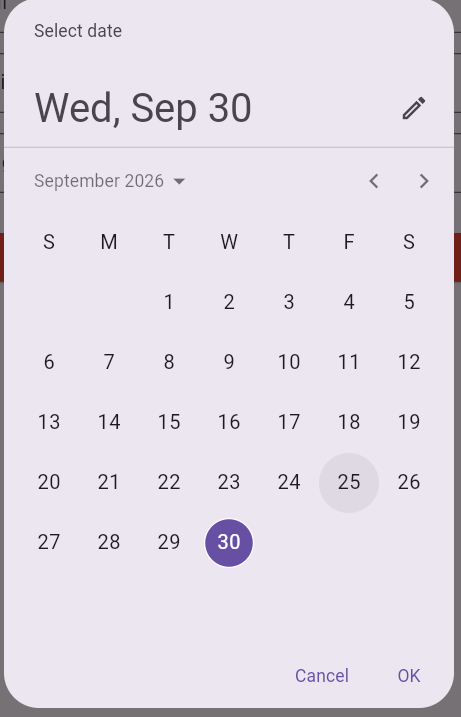 Select date
Wed, Sep 30
September 2026
S M T W T F S
1 2 3 4 5
6 7 8 9 10 11 12
13 14 15 16 17 18 19
20 21 22 23 24 25 26
27 28 29 30
Cancel OK